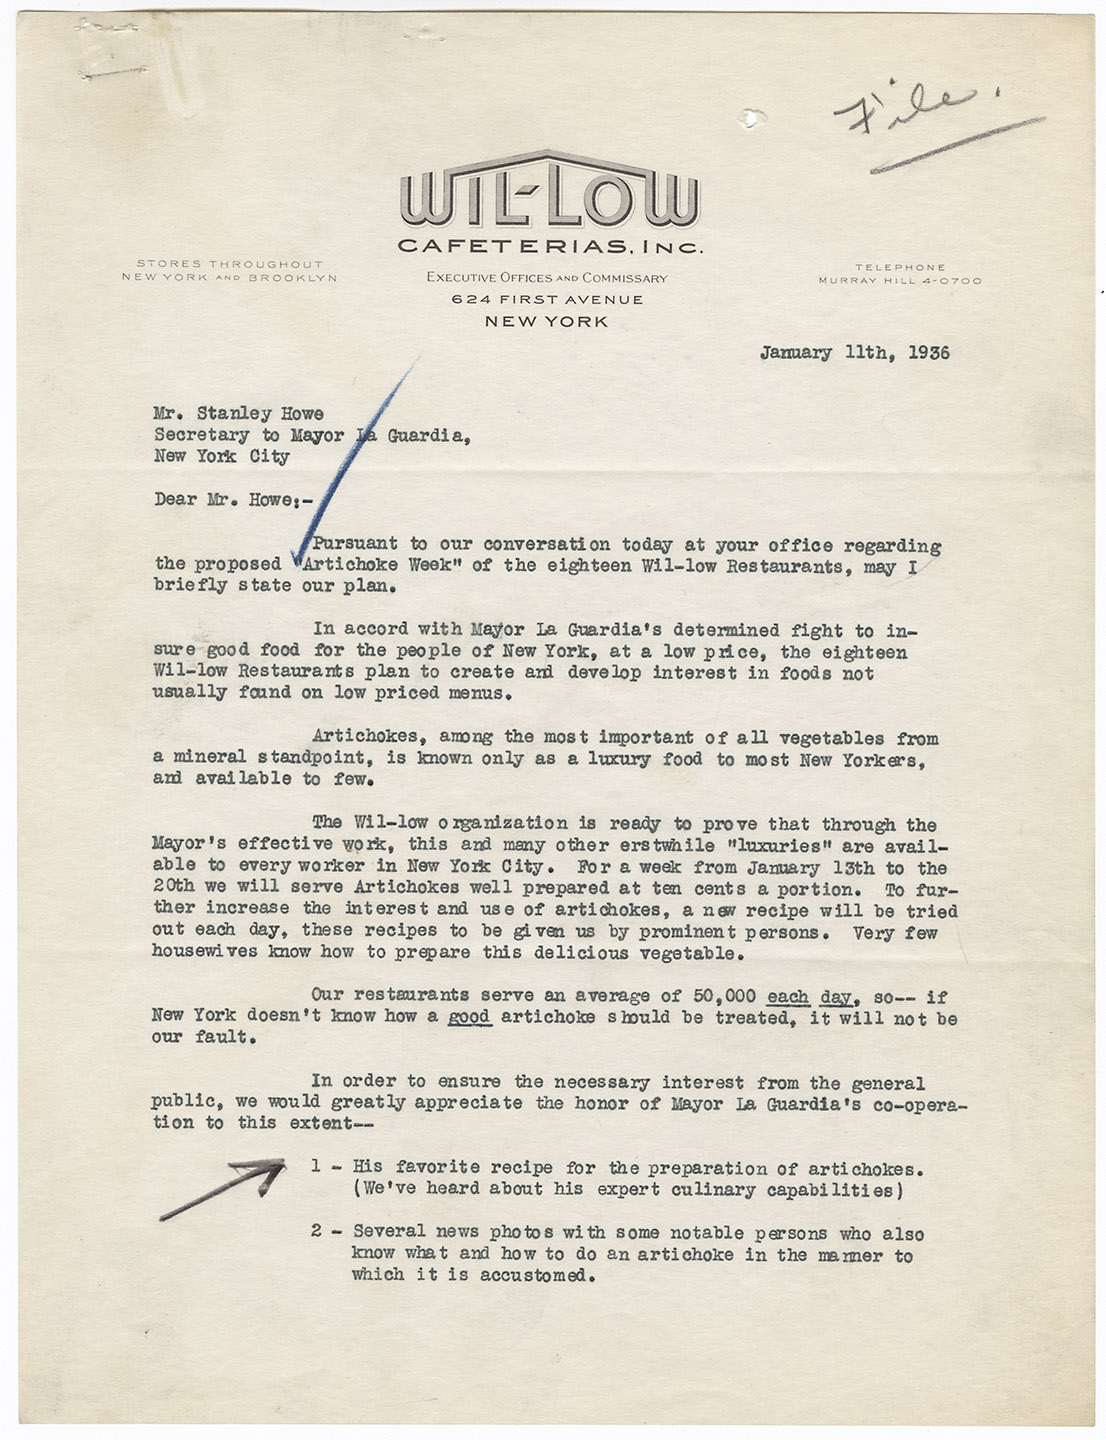 File.
WIL-LOW
CAFETERIAS, INC.
STORES THROUGHOUT
NEW YORK AND BROOKLYN
EXECUTIVE OFFICES AND COMMISSARY
624 FIRST AVENUE
NEW YORK
TELEPHONE
MURRAY HILL 4-0700
January 11th, 1936
Mr. Stanley Howe
Secretary to Mayor La Guardia,
New York City
Dear Mr. Howe:-
Pursuant to our conversation today at your office regarding
the proposed "Artichoke Week" of the eighteen Wil-low Restaurants, may I
briefly state our plan.
In accord with Mayor La Guardia's determined fight to in-
sure good food for the people of New York, at a low price, the eighteen
Wil-low Restaurants plan to create and develop interest in foods not
usually found on low priced menus.
Artichokes, among the most important of all vegetables from
a mineral standpoint, is known only as a luxury food to most New Yorkers,
and available to few.
The Wil-low organization is ready to prove that through the
Mayor's effective work, this and many other erstwhile "luxuries" are avail-
able to every worker in New York City. For a week from January 13th to the
20th we will serve Artichokes well prepared at ten cents a portion. To fur-
ther increase the interest and use of artichokes, a new recipe will be tried
out each day, these recipes to be given us by prominent persons. Very few
housewives know how to prepare this delicious vegetable.
Our restaurants serve an average of 50,000 each day, so-- if
New York doesn't know how a good artichoke should be treated, it will not be
our fault.
In order to ensure the necessary interest from the general
public, we would greatly appreciate the honor of Mayor La Guardia's co-opera-
tion to this extent--
1 - His favorite recipe for the preparation of artichokes.
(We've heard about his expert culinary capabilities)
2 - Several news photos with some notable persons who also
know what and how to do an artichoke in the manner to
which it is accustomed.